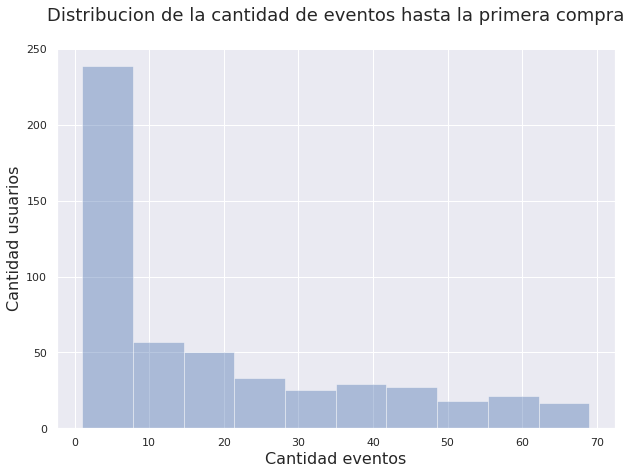 Distribucion de la cantidad de eventos hasta la primera compra
250
200
150
100
50
0
Cantidad usuarios
0 10 20 30 40 50 60 70
Cantidad eventos